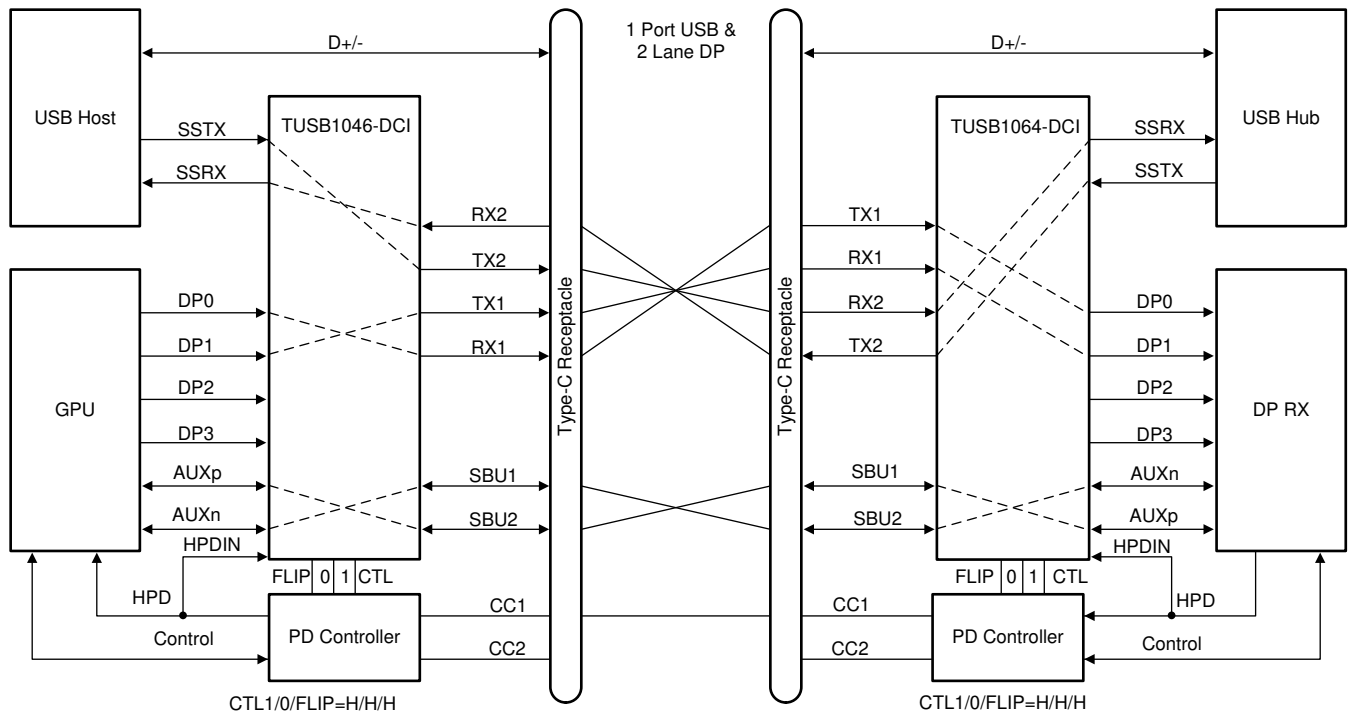 1 Port USB &
2 Lane DP
USB Host
D+/-
SSTX
SSRX
TUSB1046-DCI
RX2
TX2
TX1
RX1
GPU
DP0
DP1
DP2
DP3
AUXp
AUXn
HPDIN
SBU1
SBU2
FLIP 0 1 CTL
HPD
Control
PD Controller
CC1
CC2
CTL1/0/FLIP=H/H/H
Type-C Receptacle
Type-C Receptacle
D+/-
TUSB1064-DCI
SSRX
SSTX
USB Hub
TX1
RX1
RX2
TX2
DP0
DP1
DP2
DP3
DP RX
SBU1
SBU2
AUXn
AUXp
HPDIN
FLIP 0 1 CTL
HPD
Control
CC1
CC2
PD Controller
CTL1/0/FLIP=H/H/H